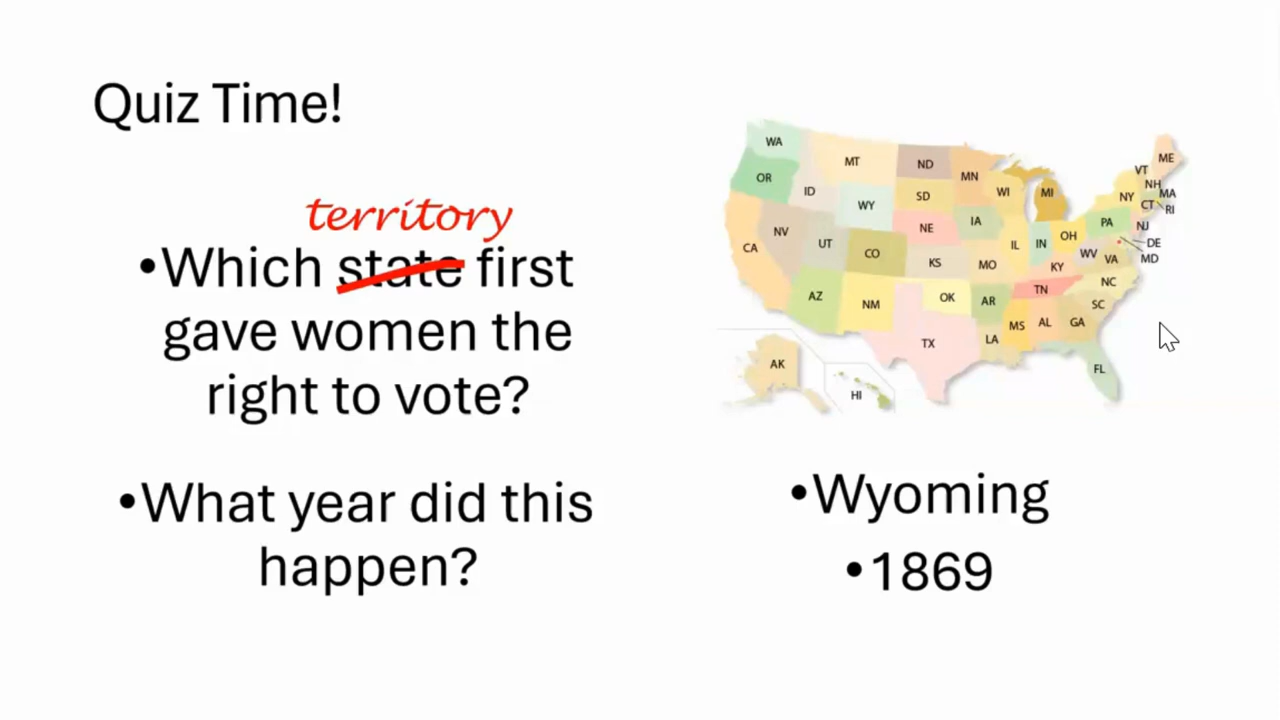 Quiz Time!
territory
•Which state first
gave women the
right to vote?
•What year did this
happen?
WA
OR
CA
NV
ID
MT
WY
UT
AZ
CO
NM
ND
SD
NE
KS
OK
TX
MN
IA
MO
AR
LA
WI
IL
MI
IN
OH
KY
TN
MS
AL
GA
FL
SC
NC
VA
WV
PA
NY
VT
NH
ME
MA
CT
RI
NJ
DE
MD
AK
HI
•Wyoming
•1869